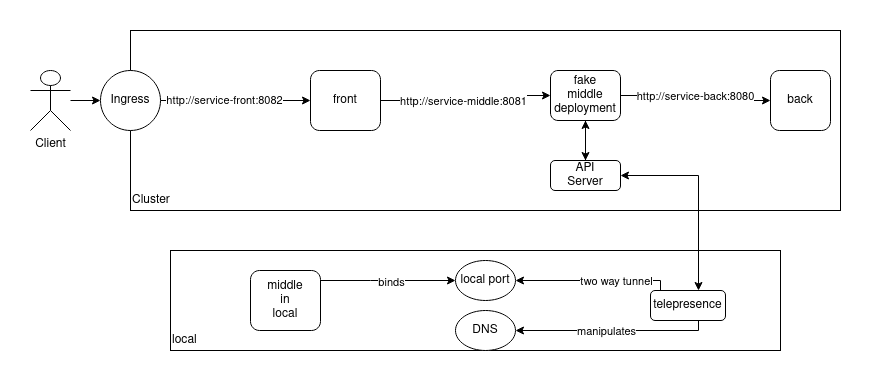 Client
Ingress
http://service-front:8082
front
http://service-middle:8081
fake
middle
deployment
http://service-back:8080
back
API
Server
Cluster
middle
in
local
binds
local port
two way tunnel
telepresence
DNS
manipulates
local